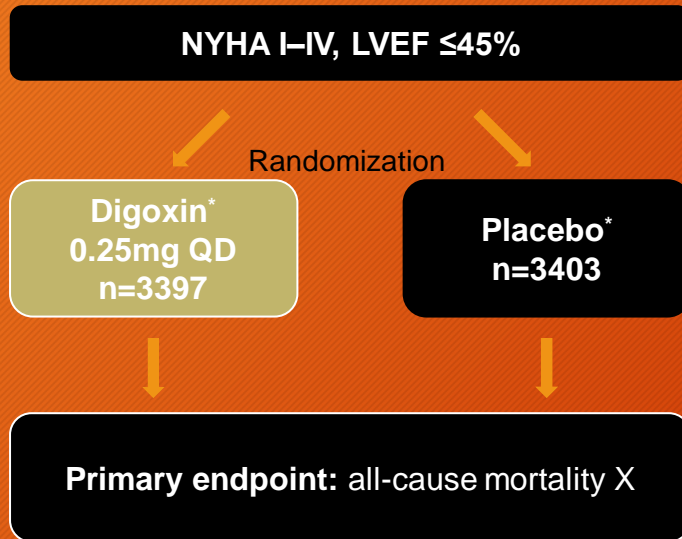 NYHA I–IV, LVEF ≤45%
Randomization
Digoxin*
0.25mg QD
n=3397
Placebo*
n=3403
Primary endpoint: all-cause mortality X